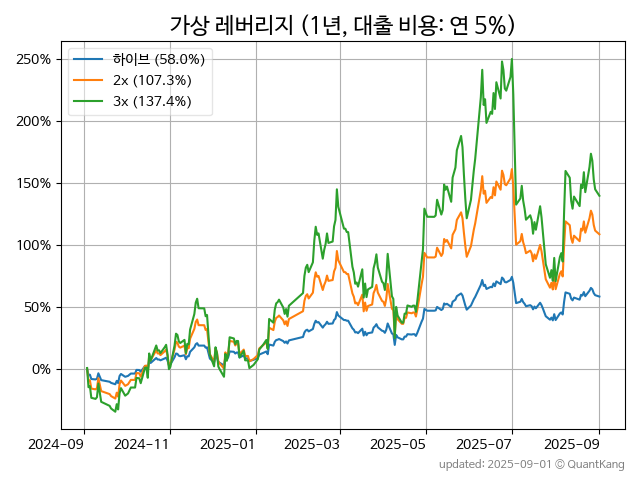 가상 레버리지 (1년, 대출 비용: 연 5%)
하이브 (58.0%)
2x (107.3%)
3x (137.4%)
250%
200%
150%
100%
50%
0%
2024-09 2024-11 2025-01 2025-03 2025-05 2025-07 2025-09
updated: 2025-09-01 © QuantKang